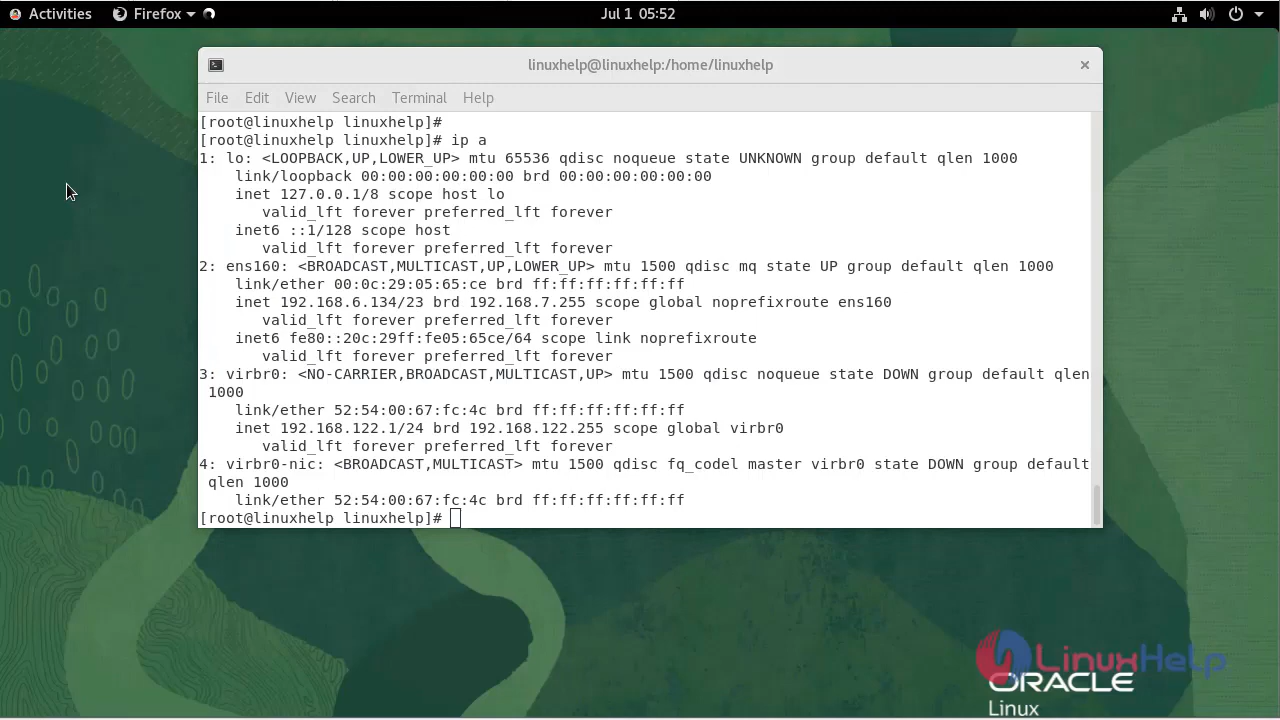 Activities Firefox Jul 1 05:52
linuxhelp@linuxhelp:/home/linuxhelp
File Edit View Search Terminal Help
[root@linuxhelp linuxhelp]#
[root@linuxhelp linuxhelp]# ip a
1: lo: <LOOPBACK,UP,LOWER_UP> mtu 65536 qdisc noqueue state UNKNOWN group default qlen 1000
    link/loopback 00:00:00:00:00:00 brd 00:00:00:00:00:00
    inet 127.0.0.1/8 scope host lo
       valid_lft forever preferred_lft forever
    inet6 ::1/128 scope host
       valid_lft forever preferred_lft forever
2: ens160: <BROADCAST,MULTICAST,UP,LOWER_UP> mtu 1500 qdisc mq state UP group default qlen 1000
    link/ether 00:0c:29:05:65:ce brd ff:ff:ff:ff:ff:ff
    inet 192.168.6.134/23 brd 192.168.7.255 scope global noprefixroute ens160
       valid_lft forever preferred_lft forever
    inet6 fe80::20c:29ff:fe05:65ce/64 scope link noprefixroute
       valid_lft forever preferred_lft forever
3: virbr0: <NO-CARRIER,BROADCAST,MULTICAST,UP> mtu 1500 qdisc noqueue state DOWN group default qlen
 1000
    link/ether 52:54:00:67:fc:4c brd ff:ff:ff:ff:ff:ff
    inet 192.168.122.1/24 brd 192.168.122.255 scope global virbr0
       valid_lft forever preferred_lft forever
4: virbr0-nic: <BROADCAST,MULTICAST> mtu 1500 qdisc fq_codel master virbr0 state DOWN group default
 qlen 1000
    link/ether 52:54:00:67:fc:4c brd ff:ff:ff:ff:ff:ff
[root@linuxhelp linuxhelp]#
LinuxHelp
ORACLE
Linux